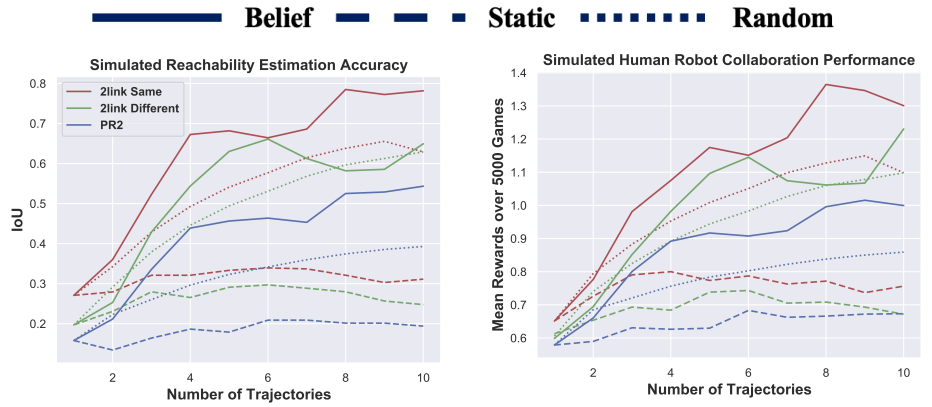 Belief Static Random
Simulated Reachability Estimation Accuracy
0.8
0.7
0.6
0.5
0.4
0.3
0.2
IoU
2link Same
2link Different
PR2
2 4 6 8 10
Number of Trajectories
Simulated Human Robot Collaboration Performance
1.4
1.3
1.2
1.1
1.0
0.9
0.8
0.7
0.6
Mean Rewards over 5000 Games
2 4 6 8 10
Number of Trajectories